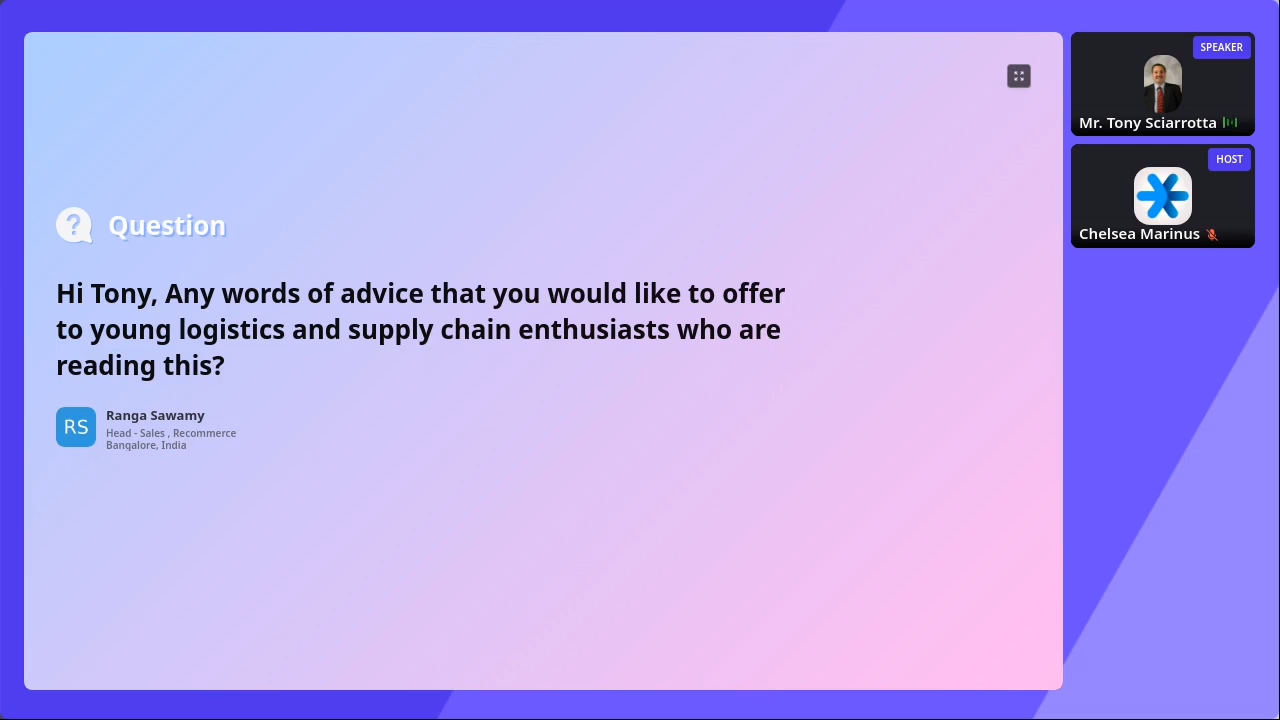 SPEAKER
Mr. Tony Sciarrotta
HOST
Chelsea Marinus
? Question
Hi Tony, Any words of advice that you would like to offer
to young logistics and supply chain enthusiasts who are
reading this?
RS
Ranga Sawamy
Head - Sales , Recommerce
Bangalore, India